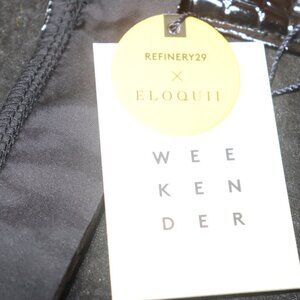 REFINERY29
×
ELOQUII
WEE
KEN
DER